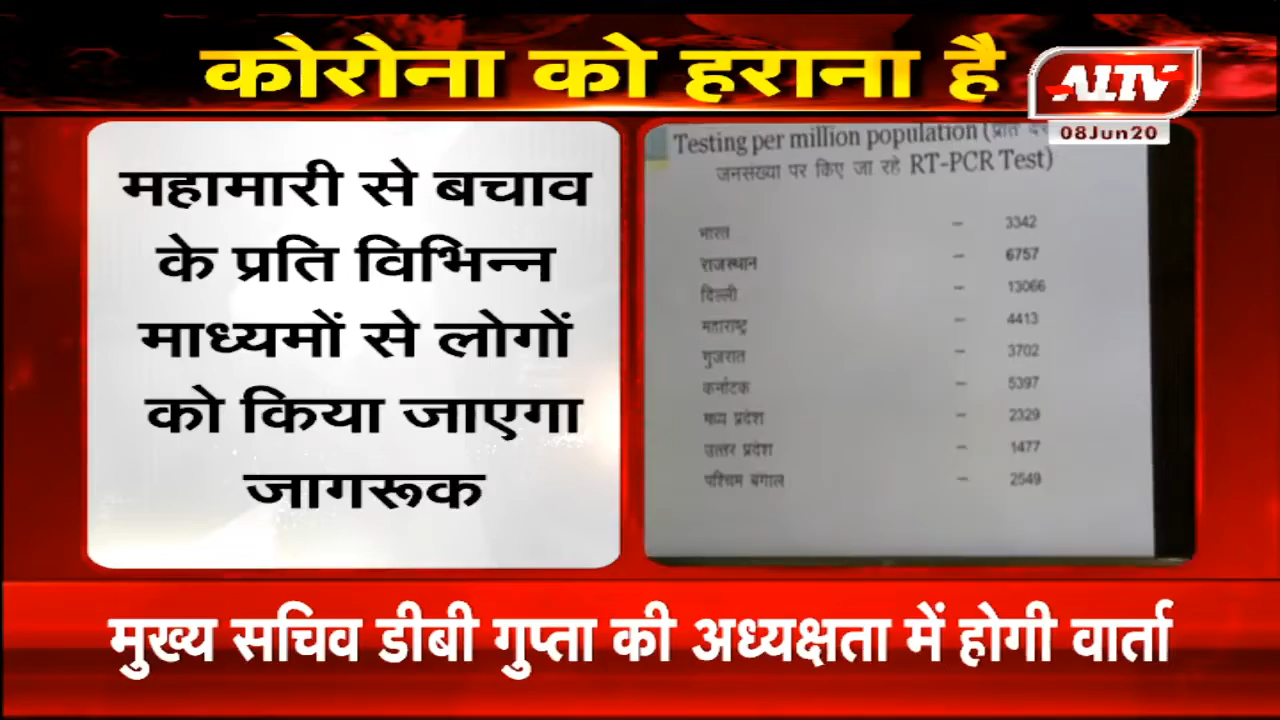 कोरोना को हराना है
ALTV
08Jun20
महामारी से बचाव
के प्रति विभिन्न
माध्यमों से लोगों
को किया जाएगा
जागरूक
Testing per million population (प्रति
जनसंख्या पर किए जा रहे RT-PCR Test)
भारत – 3342
राजस्थान – 6757
दिल्ली – 13066
महाराष्ट्र – 4413
गुजरात – 3702
कर्नाटक – 5397
मध्य प्रदेश – 2329
उत्तर प्रदेश – 1477
पश्चिम बंगाल – 2549
मुख्य सचिव डीबी गुप्ता की अध्यक्षता में होगी वार्ता